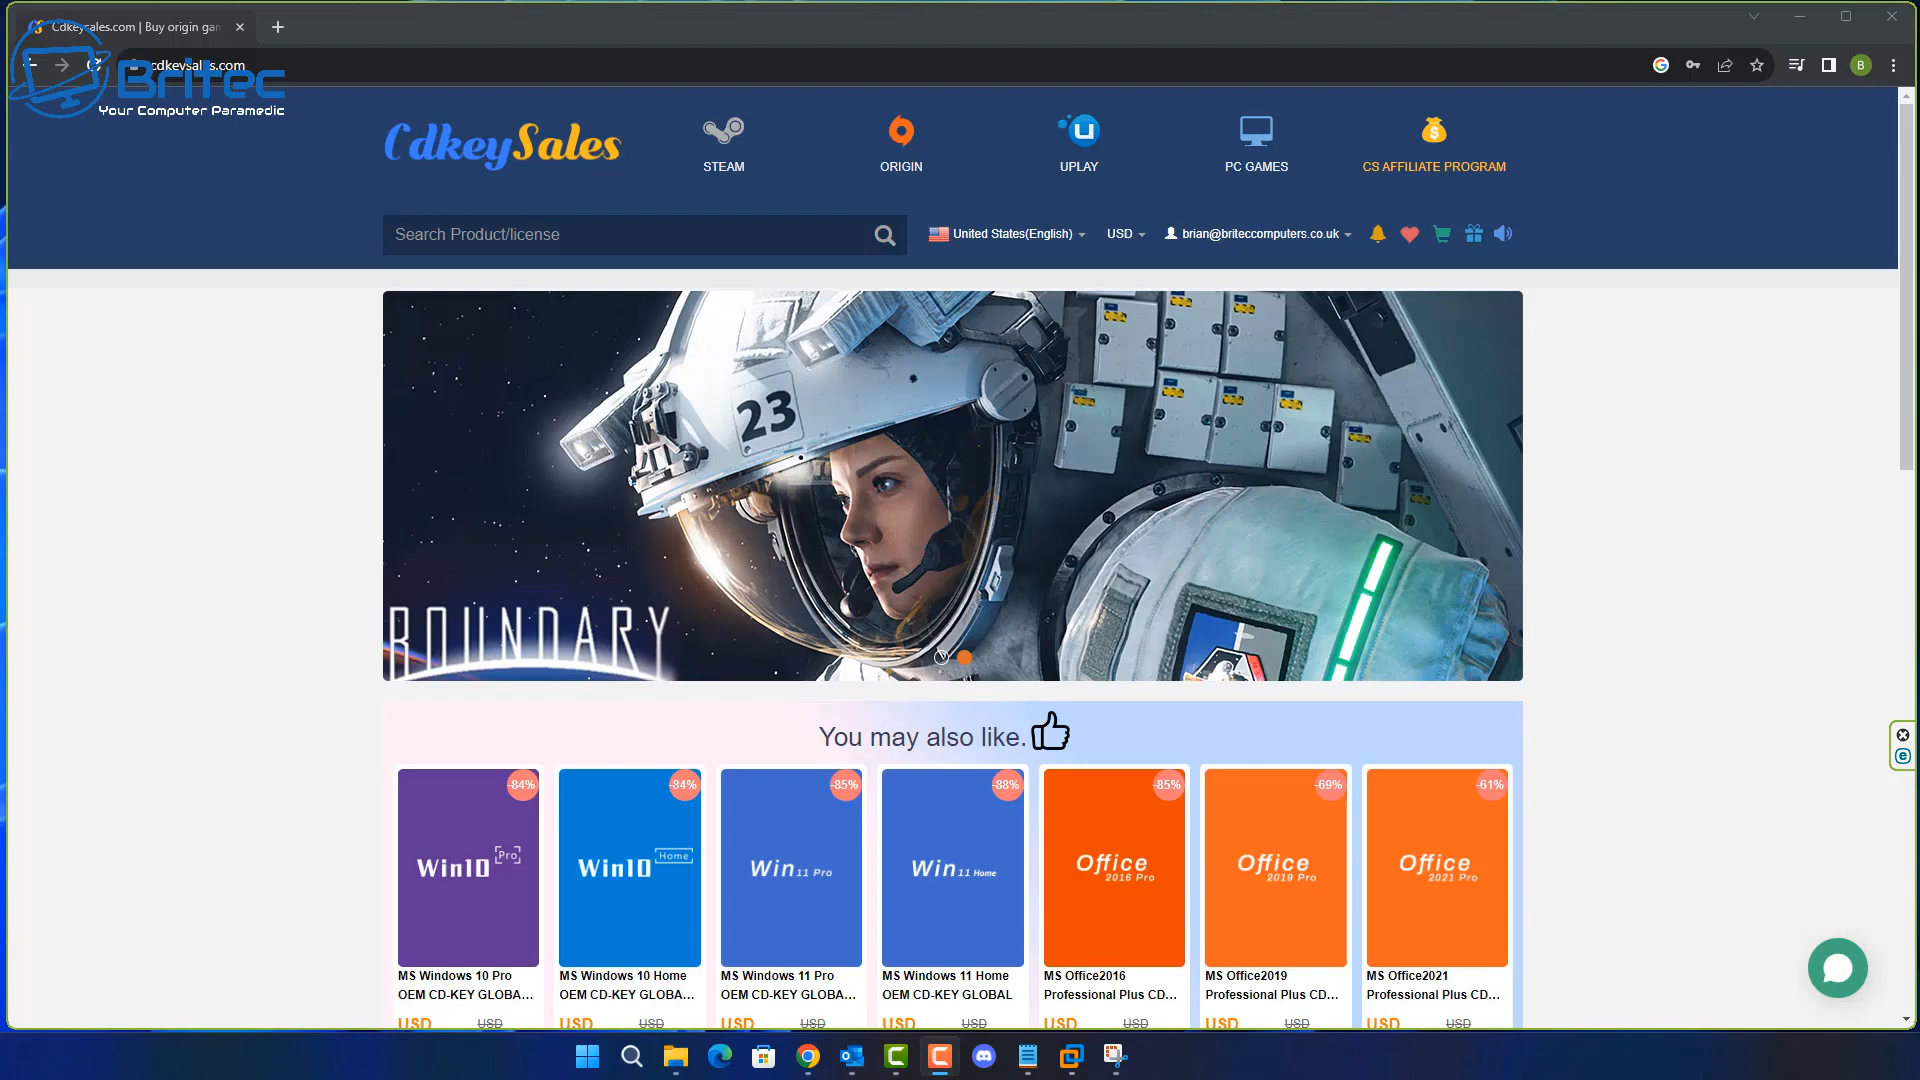 Cdkeysales.com | Buy origin gam
cdkeysales.com
B
Britec
Your Computer Paramedic
CdkeySales
STEAM
ORIGIN
UPLAY
PC GAMES
CS AFFILIATE PROGRAM
Search Product/license
United States(English)
USD
brian@briteccomputers.co.uk
23
BOUNDARY
You may also like.
-84%
-84%
-85%
-88%
-85%
-69%
-61%
Win10 Pro
Win10 Home
Win 11 Pro
Win 11 Home
Office 2016 Pro
Office 2019 Pro
Office 2021 Pro
MS Windows 10 Pro
OEM CD-KEY GLOBA...
MS Windows 10 Home
OEM CD-KEY GLOBA...
MS Windows 11 Pro
OEM CD-KEY GLOBA...
MS Windows 11 Home
OEM CD-KEY GLOBAL
MS Office2016
Professional Plus CD...
MS Office2019
Professional Plus CD...
MS Office2021
Professional Plus CD...
USD USD
USD USD
USD USD
USD USD
USD USD
USD USD
USD USD